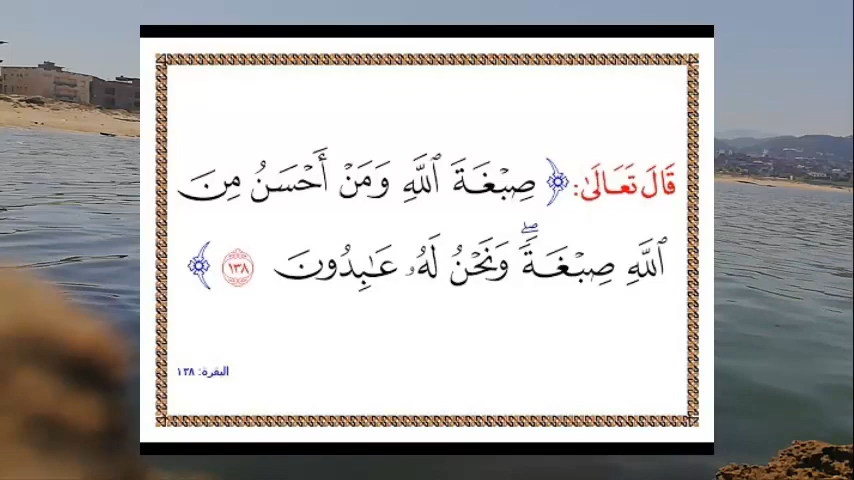 قَالَ تَعَالَىٰ: ﴿ صِبْغَةَ ٱللَّهِ وَمَنْ أَحْسَنُ مِنَ
ٱللَّهِ صِبْغَةًۖ وَنَحْنُ لَهُۥ عَٰبِدُونَ ١٣٨ ﴾
البقرة: ١٣٨